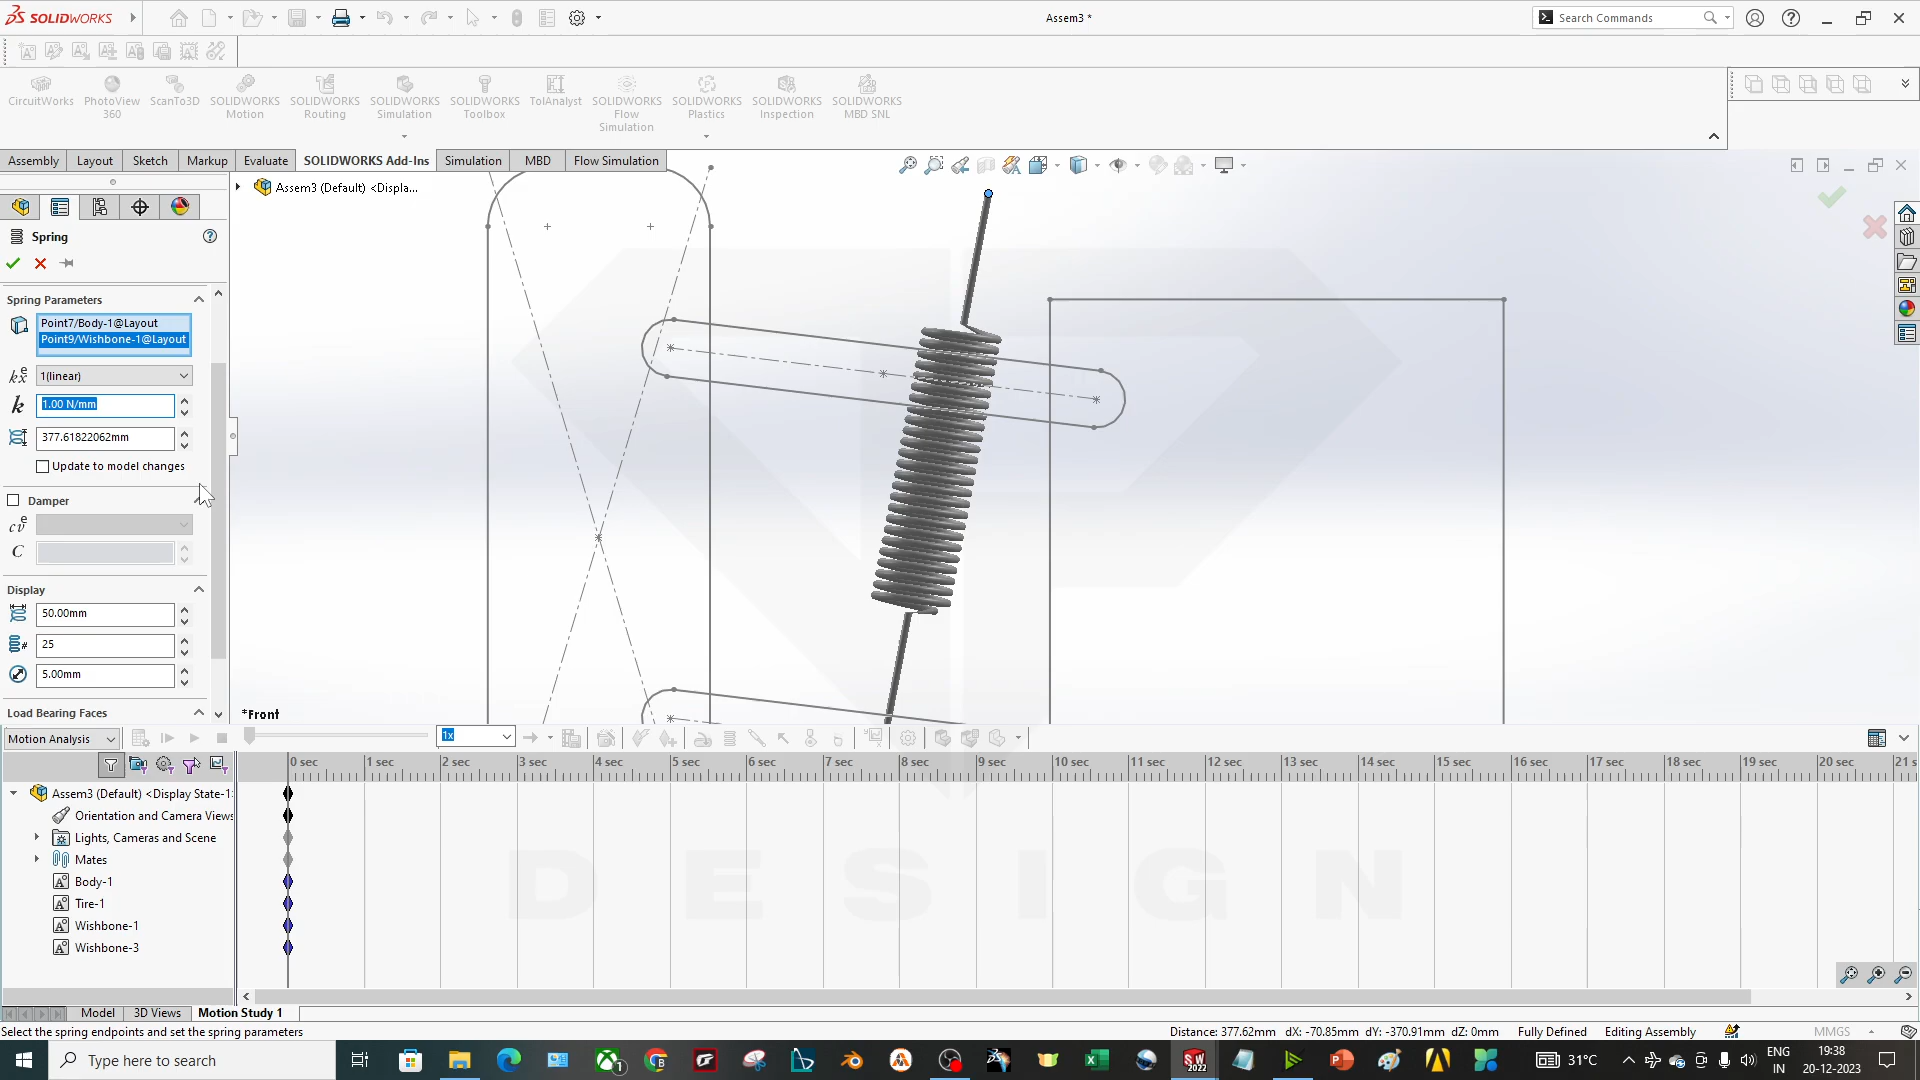 SOLIDWORKS
Assem3 *
Search Commands
CircuitWorks
PhotoView
360
ScanTo3D
SOLIDWORKS
Motion
SOLIDWORKS
Routing
SOLIDWORKS
Simulation
SOLIDWORKS
Toolbox
TolAnalyst
SOLIDWORKS
Flow
Simulation
SOLIDWORKS
Plastics
SOLIDWORKS
Inspection
SOLIDWORKS
MBD SNL
Assembly
Layout
Sketch
Markup
Evaluate
SOLIDWORKS Add-Ins
Simulation
MBD
Flow Simulation
Assem3 (Default) <Displa...
Spring
Spring Parameters
Point7/Body-1@Layout
Point9/Wishbone-1@Layout
kx e
1(linear)
k
1.00 N/mm
377.61822062mm
Update to model changes
Damper
cv e
C
Display
50.00mm
25
5.00mm
Load Bearing Faces
*Front
Motion Analysis
1x
0 sec 1 sec 2 sec 3 sec 4 sec 5 sec 6 sec 7 sec 8 sec 9 sec 10 sec 11 sec 12 sec 13 sec 14 sec 15 sec 16 sec 17 sec 18 sec 19 sec 20 sec 21 s
Assem3 (Default) <Display State-1
Orientation and Camera Views
Lights, Cameras and Scene
Mates
Body-1
Tire-1
Wishbone-1
Wishbone-3
DESIGN
Model
3D Views
Motion Study 1
Select the spring endpoints and set the spring parameters
Distance: 377.62mm dX: -70.85mm dY: -370.91mm dZ: 0mm
Fully Defined
Editing Assembly
MMGS
Type here to search
SW
2022
31°C
ENG
IN
19:38
20-12-2023